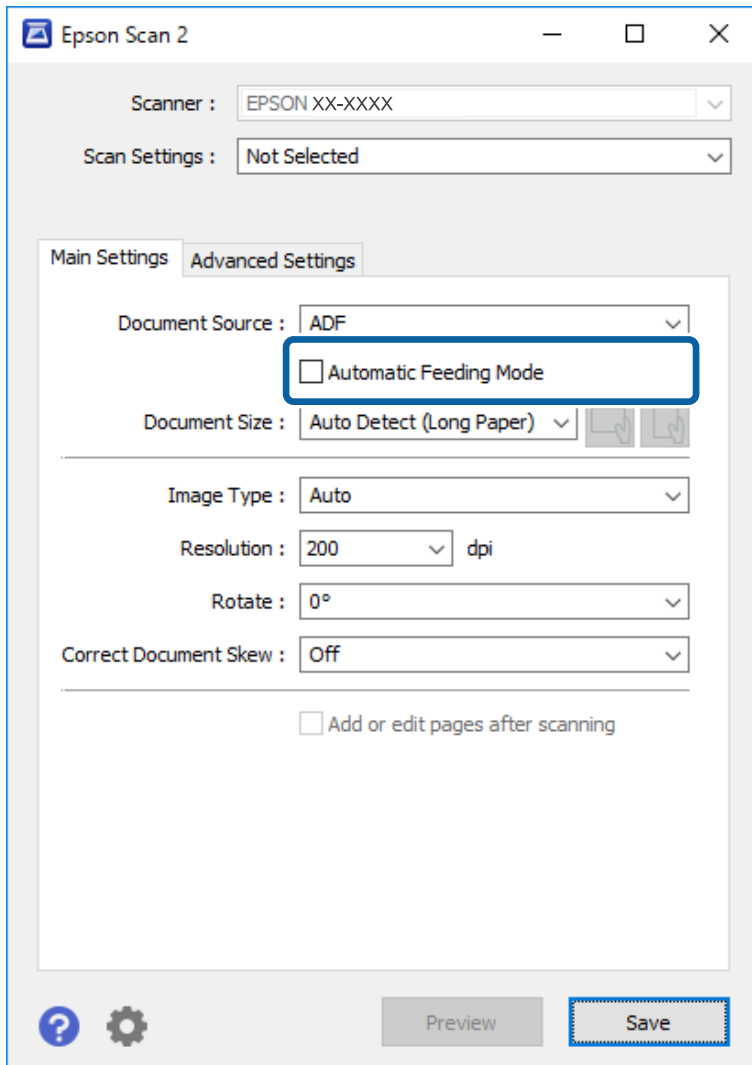 Epson Scan 2
Scanner : EPSON XX-XXXX
Scan Settings : Not Selected
Main Settings Advanced Settings
Document Source : ADF
Automatic Feeding Mode
Document Size : Auto Detect (Long Paper)
Image Type : Auto
Resolution : 200 dpi
Rotate : 0°
Correct Document Skew : Off
Add or edit pages after scanning
? Preview Save